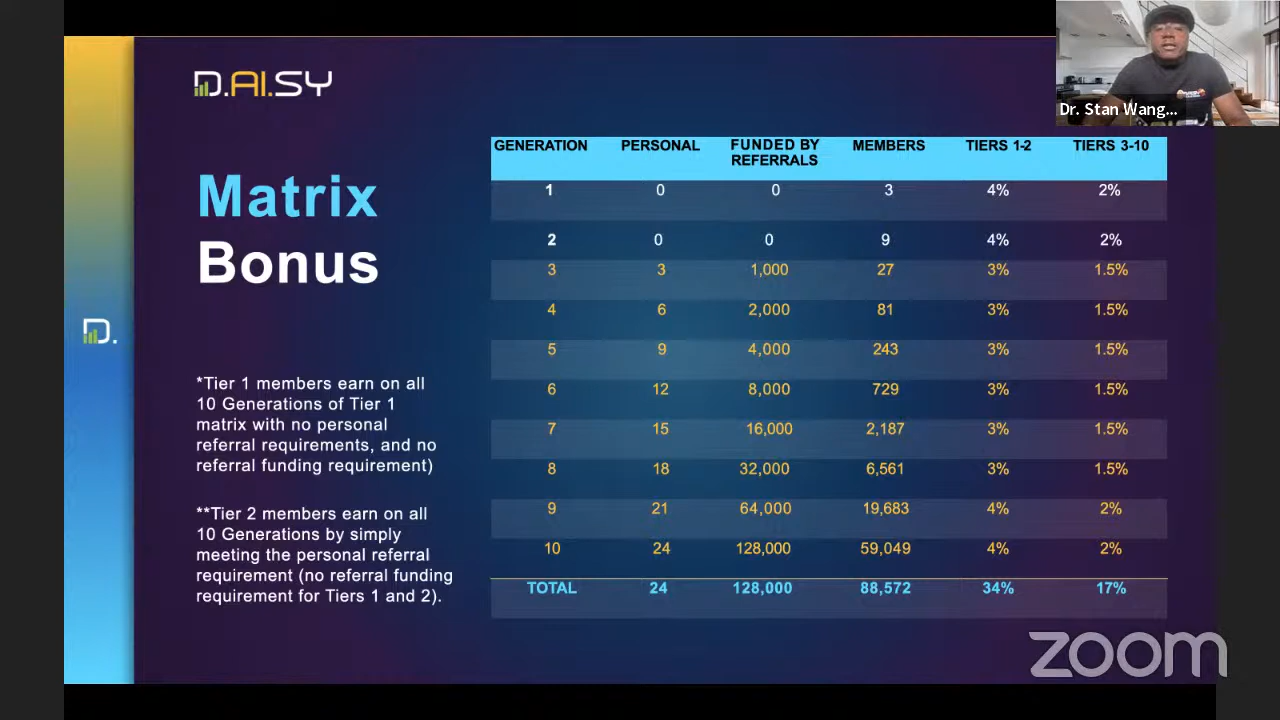 D.AI.SY
Dr. Stan Wang...
Matrix
Bonus
D.
*Tier 1 members earn on all
10 Generations of Tier 1
matrix with no personal
referral requirements, and no
referral funding requirement)
**Tier 2 members earn on all
10 Generations by simply
meeting the personal referral
requirement (no referral funding
requirement for Tiers 1 and 2).
GENERATION PERSONAL FUNDED BY REFERRALS MEMBERS TIERS 1-2 TIERS 3-10
1 0 0 3 4% 2%
2 0 0 9 4% 2%
3 3 1,000 27 3% 1.5%
4 6 2,000 81 3% 1.5%
5 9 4,000 243 3% 1.5%
6 12 8,000 729 3% 1.5%
7 15 16,000 2,187 3% 1.5%
8 18 32,000 6,561 3% 1.5%
9 21 64,000 19,683 4% 2%
10 24 128,000 59,049 4% 2%
TOTAL 24 128,000 88,572 34% 17%
zoom